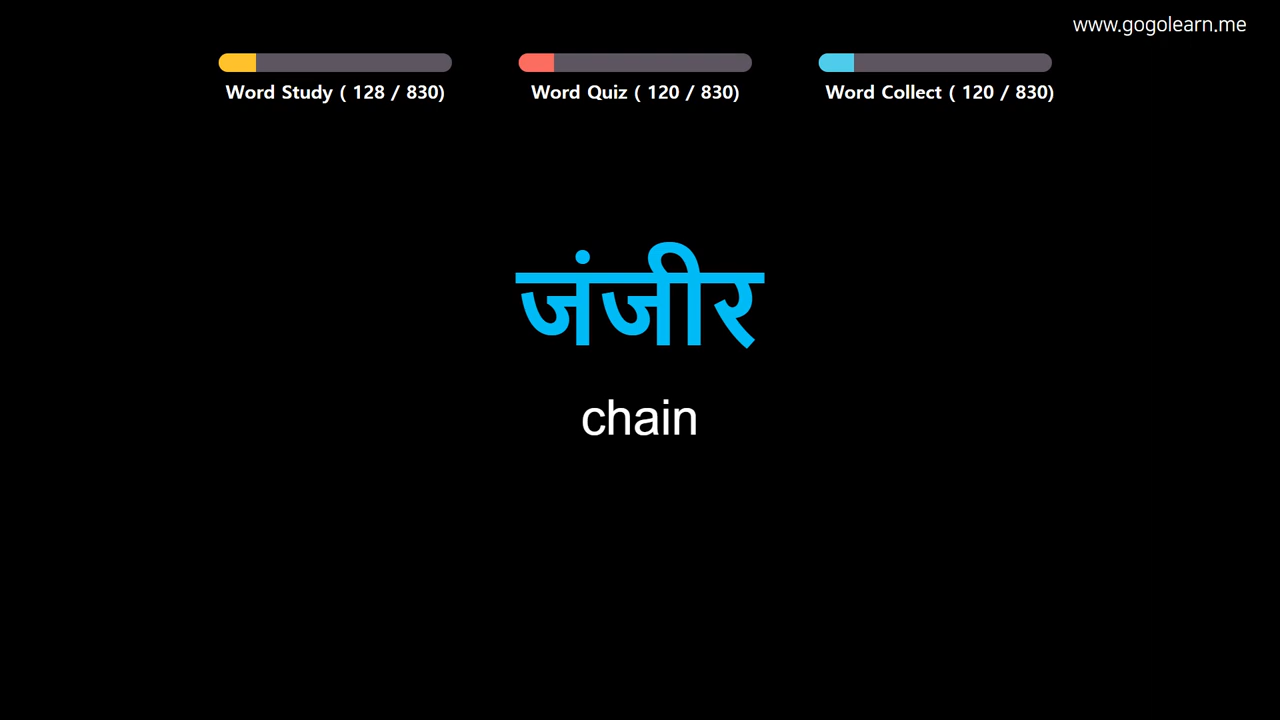 www.gogolearn.me
Word Study ( 128 / 830)
Word Quiz ( 120 / 830)
Word Collect ( 120 / 830)
जंजीर
chain